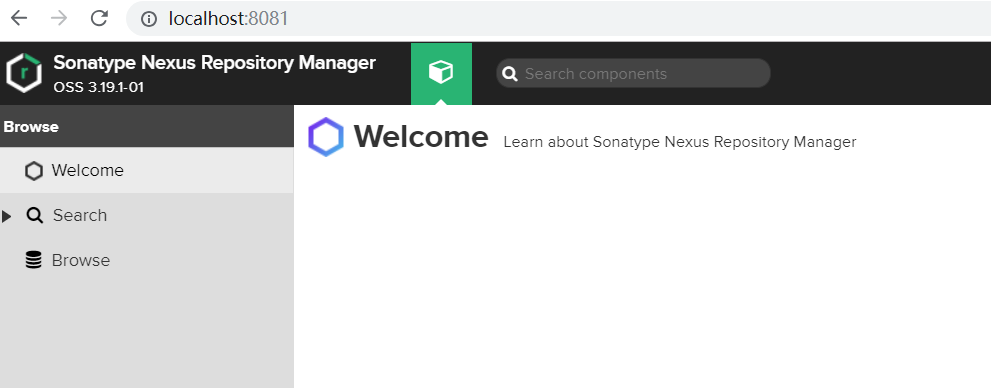 localhost:8081
Sonatype Nexus Repository Manager
OSS 3.19.1-01
Search components
Browse
Welcome
Search
Browse
Welcome Learn about Sonatype Nexus Repository Manager